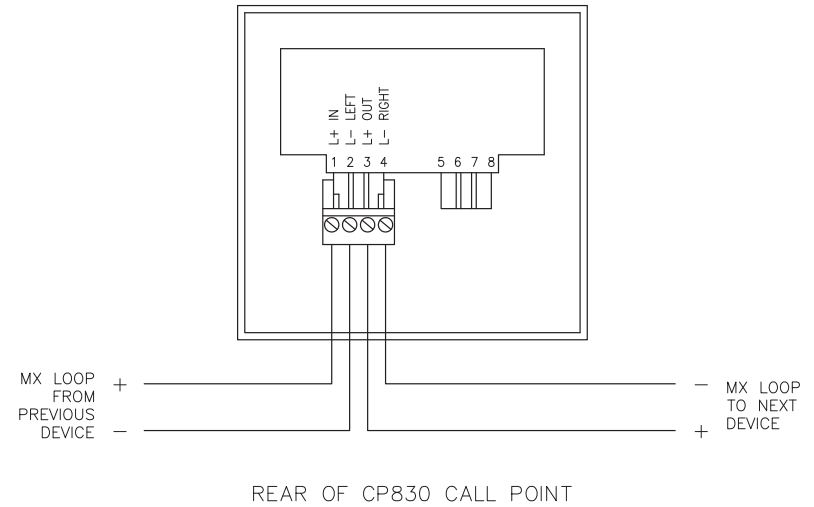 L+ IN
L- LEFT
L+ OUT
L- RIGHT
1 2 3 4 5 6 7 8
MX LOOP +
FROM
PREVIOUS
DEVICE -
- MX LOOP
TO NEXT
+ DEVICE
REAR OF CP830 CALL POINT